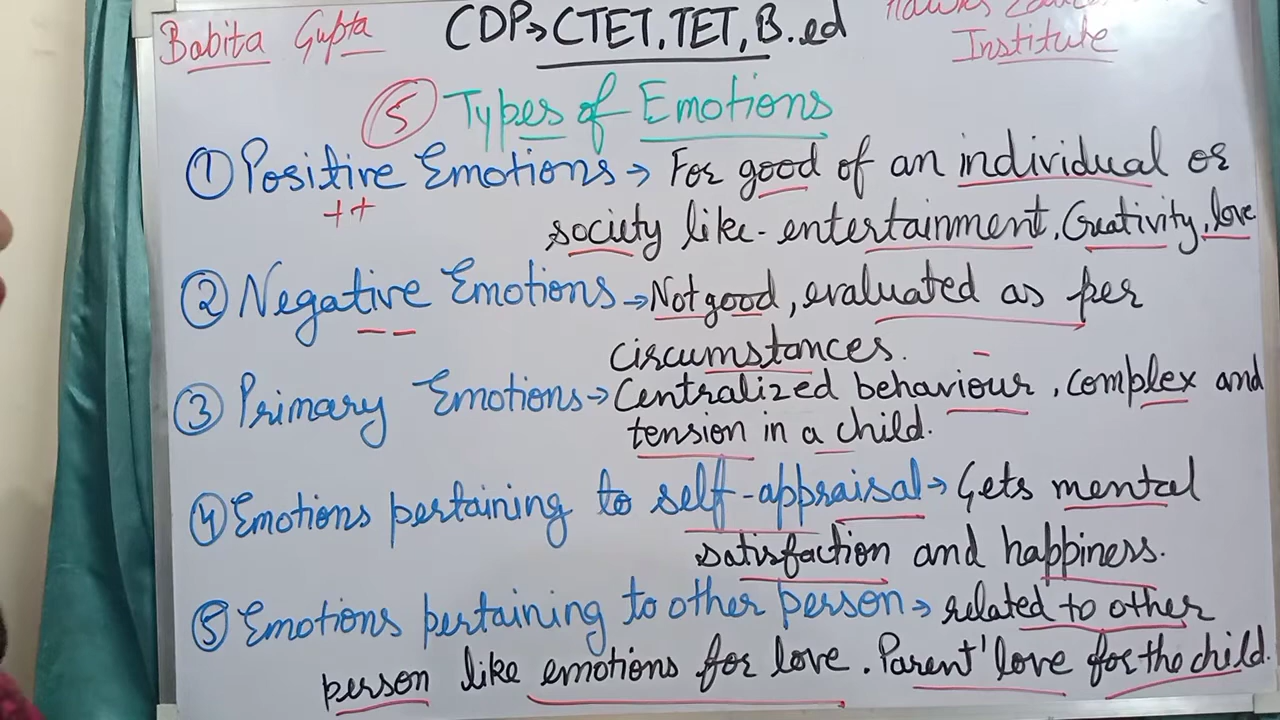 Babita Gupta
CDP→CTET, TET, B.ed
Institute
5 Types of Emotions
① Positive Emotions → For good of an individual or
++
society like- entertainment, Creativity, love
② Negative Emotions → Not good, evaluated as per
circumstances.
③ Primary Emotions → Centralized behaviour, complex and
tension in a child.
④ Emotions pertaining to self-appraisal → Gets mental
satisfaction and happiness.
⑤ Emotions pertaining to other person → related to other
person like emotions for love. Parent' love for the child.